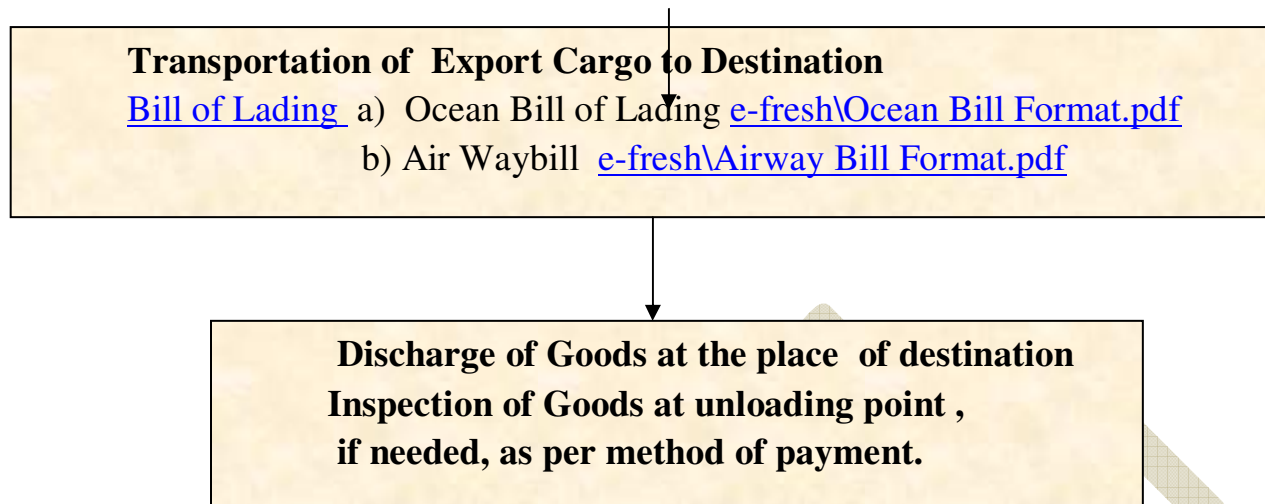 Transportation of Export Cargo to Destination
Bill of Lading a) Ocean Bill of Lading e-fresh\Ocean Bill Format.pdf
b) Air Waybill e-fresh\Airway Bill Format.pdf
Discharge of Goods at the place of destination
Inspection of Goods at unloading point ,
if needed, as per method of payment.